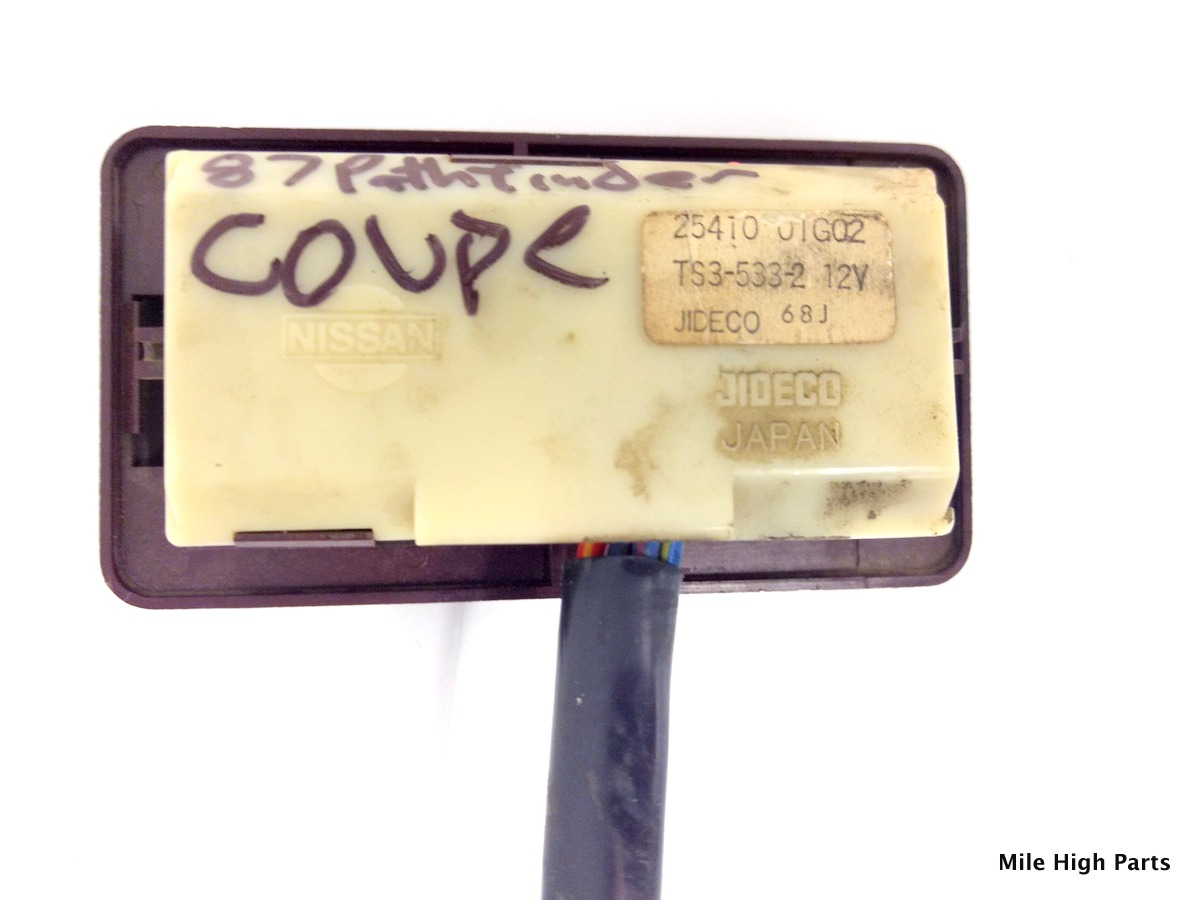 87 Pathfinder
COUPE
25410 01G02
TS3-533-2 12V
JIDECO 68J
NISSAN
JIDECO
JAPAN
Mile High Parts